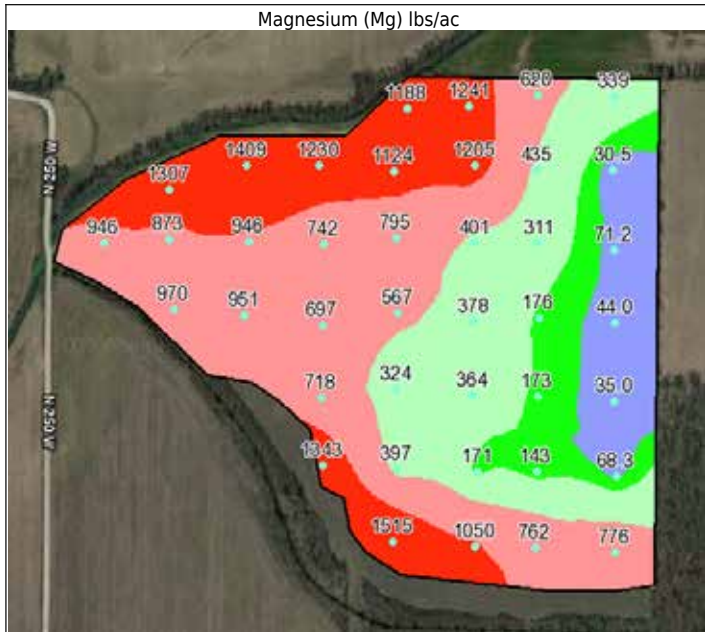 Magnesium (Mg) lbs/ac
1188 1241 620 339
1409 1230 1124 1205 435 30.5
1307
N 250 W
946 873 946 742 795 401 311 71.2
970 951 697 567 378 176 44.0
718 324 364 173 35.0
N 250 W
1343 397 171 143 68.3
1515 1050 762 776